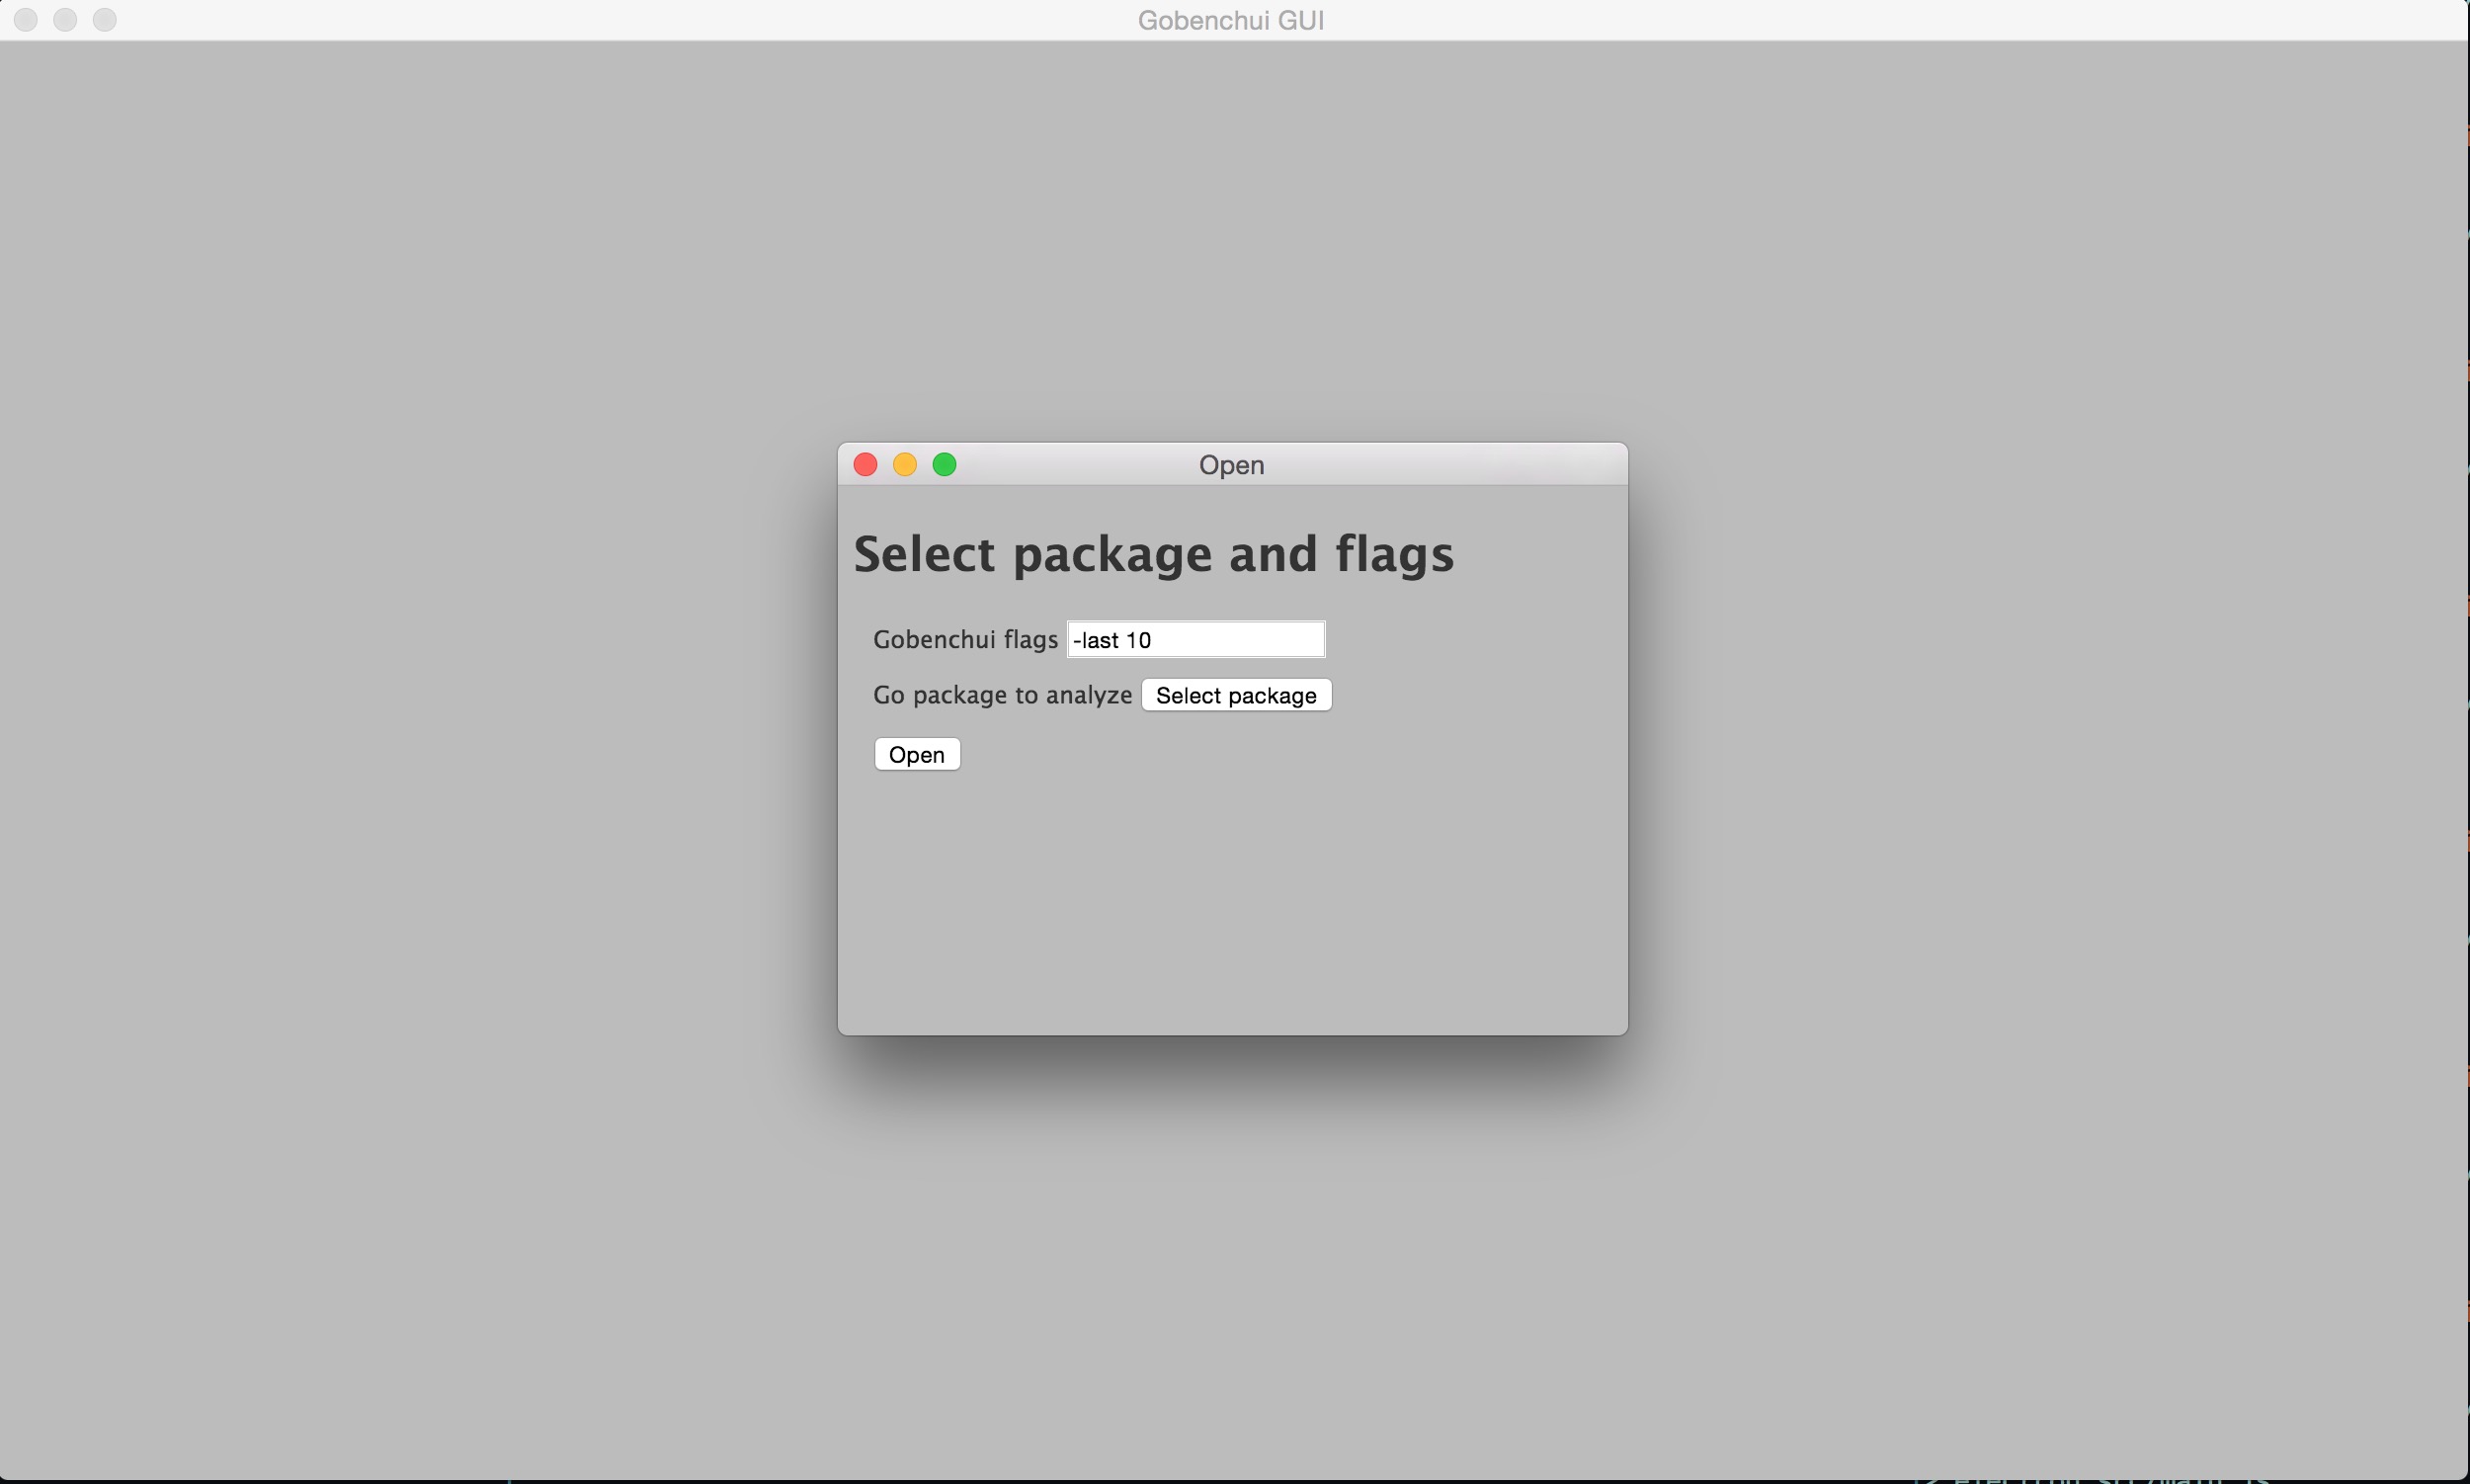 Gobenchui GUI
Open
Select package and flags
Gobenchui flags -last 10
Go package to analyze Select package
Open